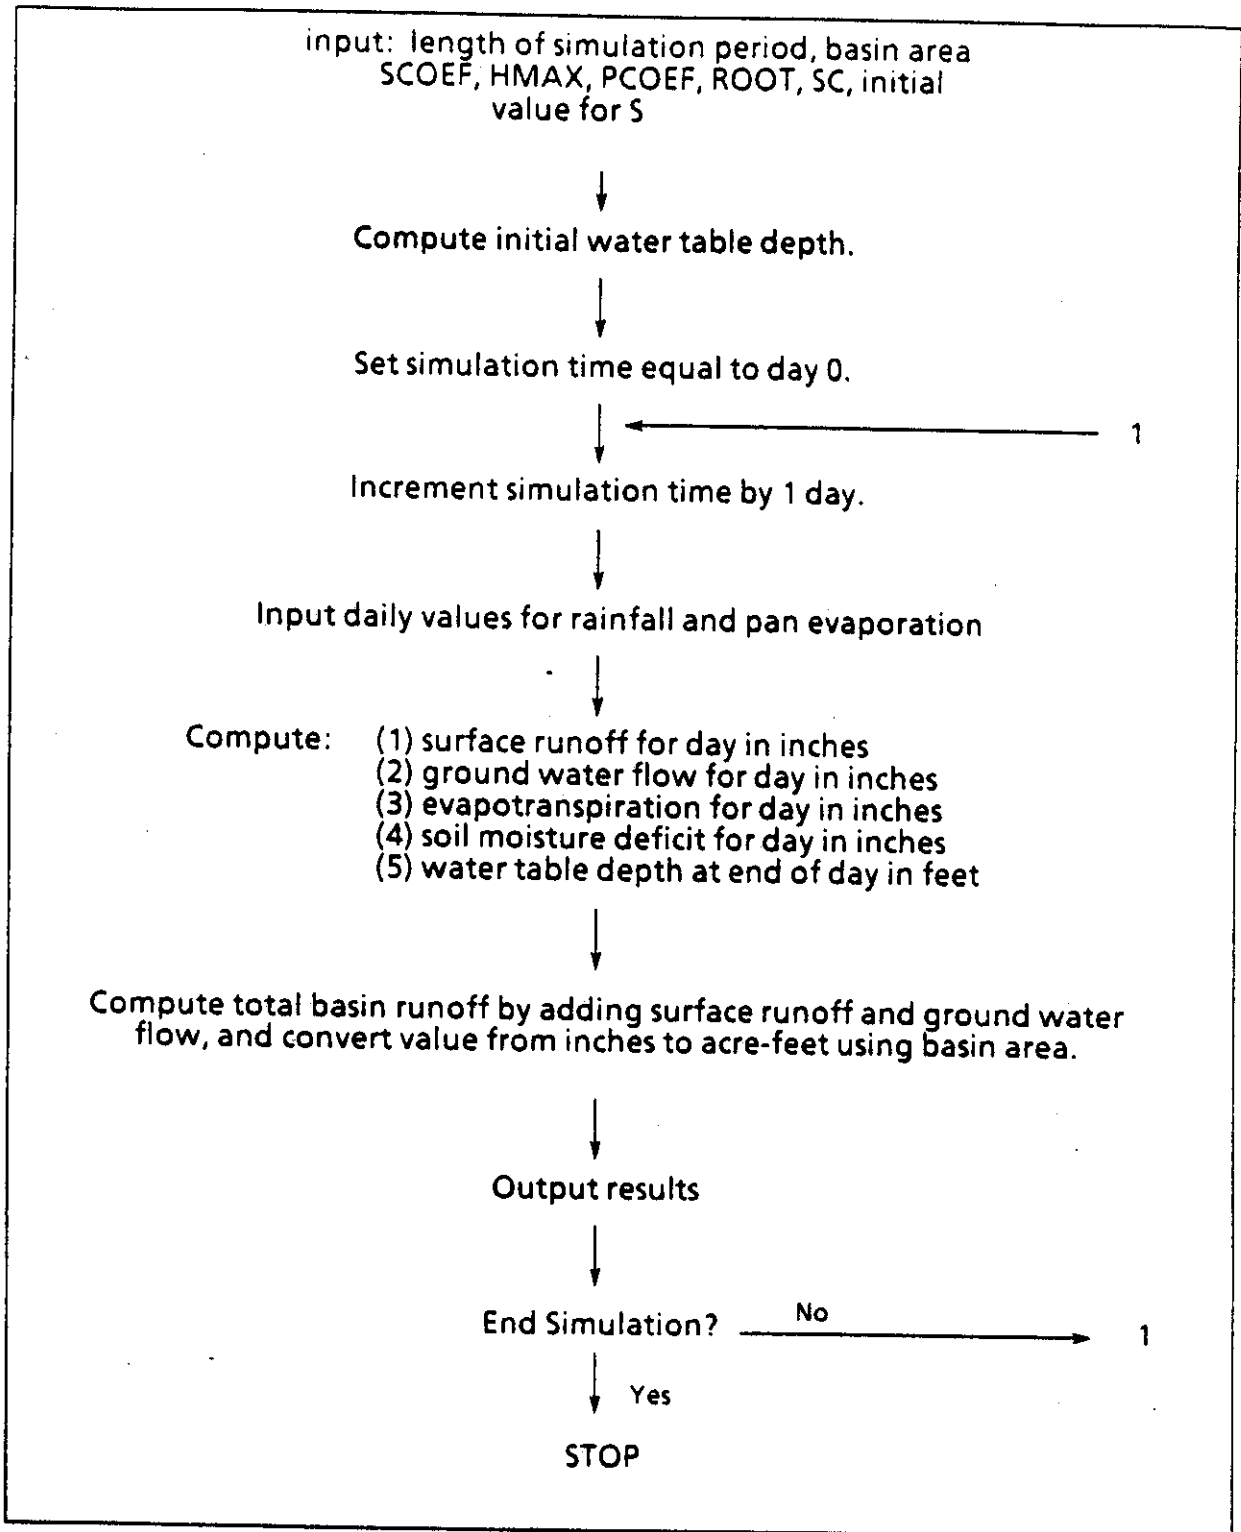 input: length of simulation period, basin area
SCOEF, HMAX, PCOEF, ROOT, SC, initial
value for S
Compute initial water table depth.
Set simulation time equal to day 0.
1
Increment simulation time by 1 day.
Input daily values for rainfall and pan evaporation
Compute: (1) surface runoff for day in inches
(2) ground water flow for day in inches
(3) evapotranspiration for day in inches
(4) soil moisture deficit for day in inches
(5) water table depth at end of day in feet
Compute total basin runoff by adding surface runoff and ground water
flow, and convert value from inches to acre-feet using basin area.
Output results
End Simulation? No 1
Yes
STOP